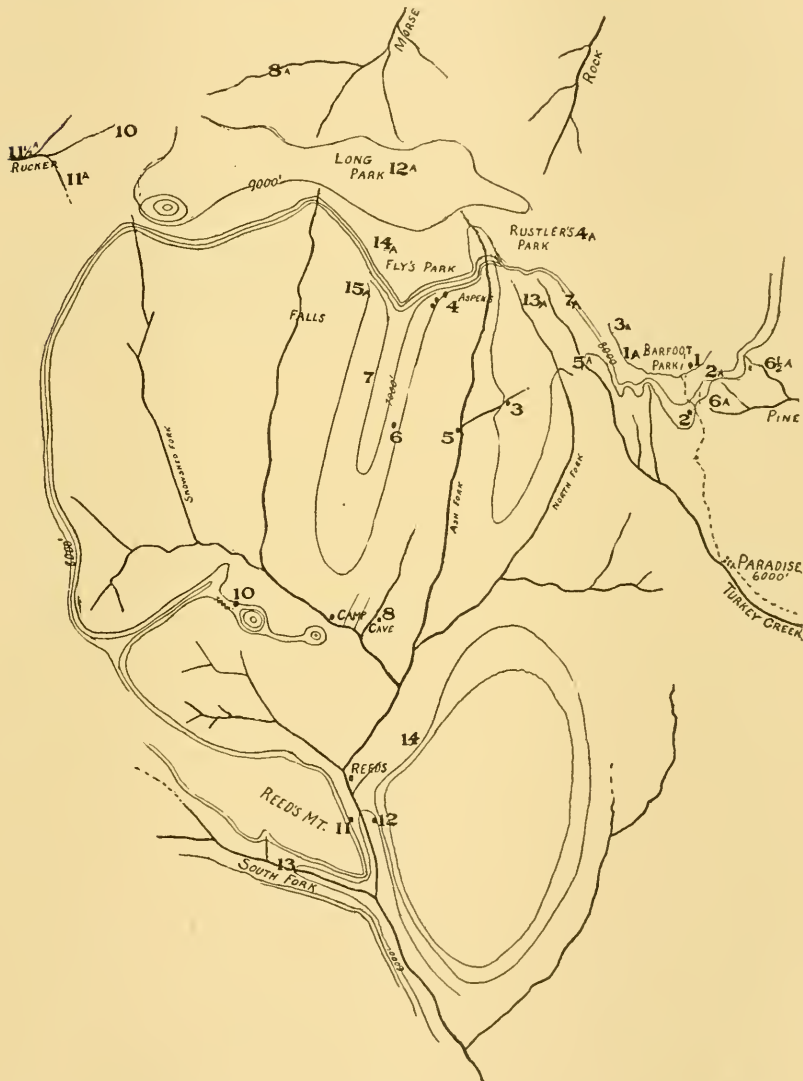 MORSE
8A
ROCK
11½A
RUCKER
11A
10
LONG
PARK
12A
9000'
RUSTLER'S 4A
PARK
14A
FLY'S PARK
15A
4
ASPENS
13A
7A
8000
3A
1A
BARFOOT
PARK
1
5A
2A
6½A
6A
2
PINE
FALLS
7
7000'
6
5
3
SNOWSHED FORK
ASH FORK
NORTH FORK
8000'
PARADISE
6000'
TURKEY CREEK
10
CAMP
8
CAVE
14
REEDS
REED'S MT.
11
12
13
SOUTH FORK